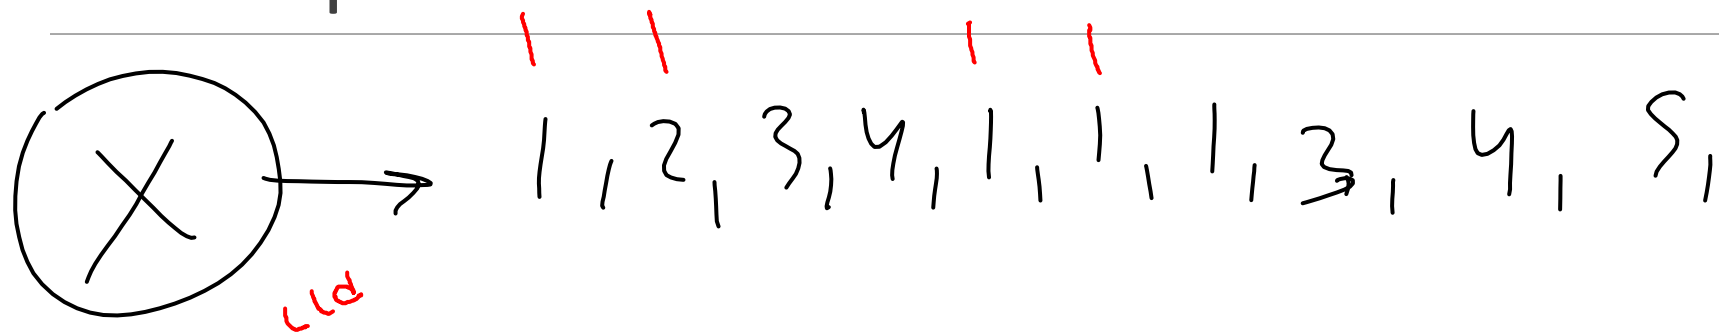 X → 1, 2, 3, 4, 1, 1, 1, 3, 4, 5,
iid